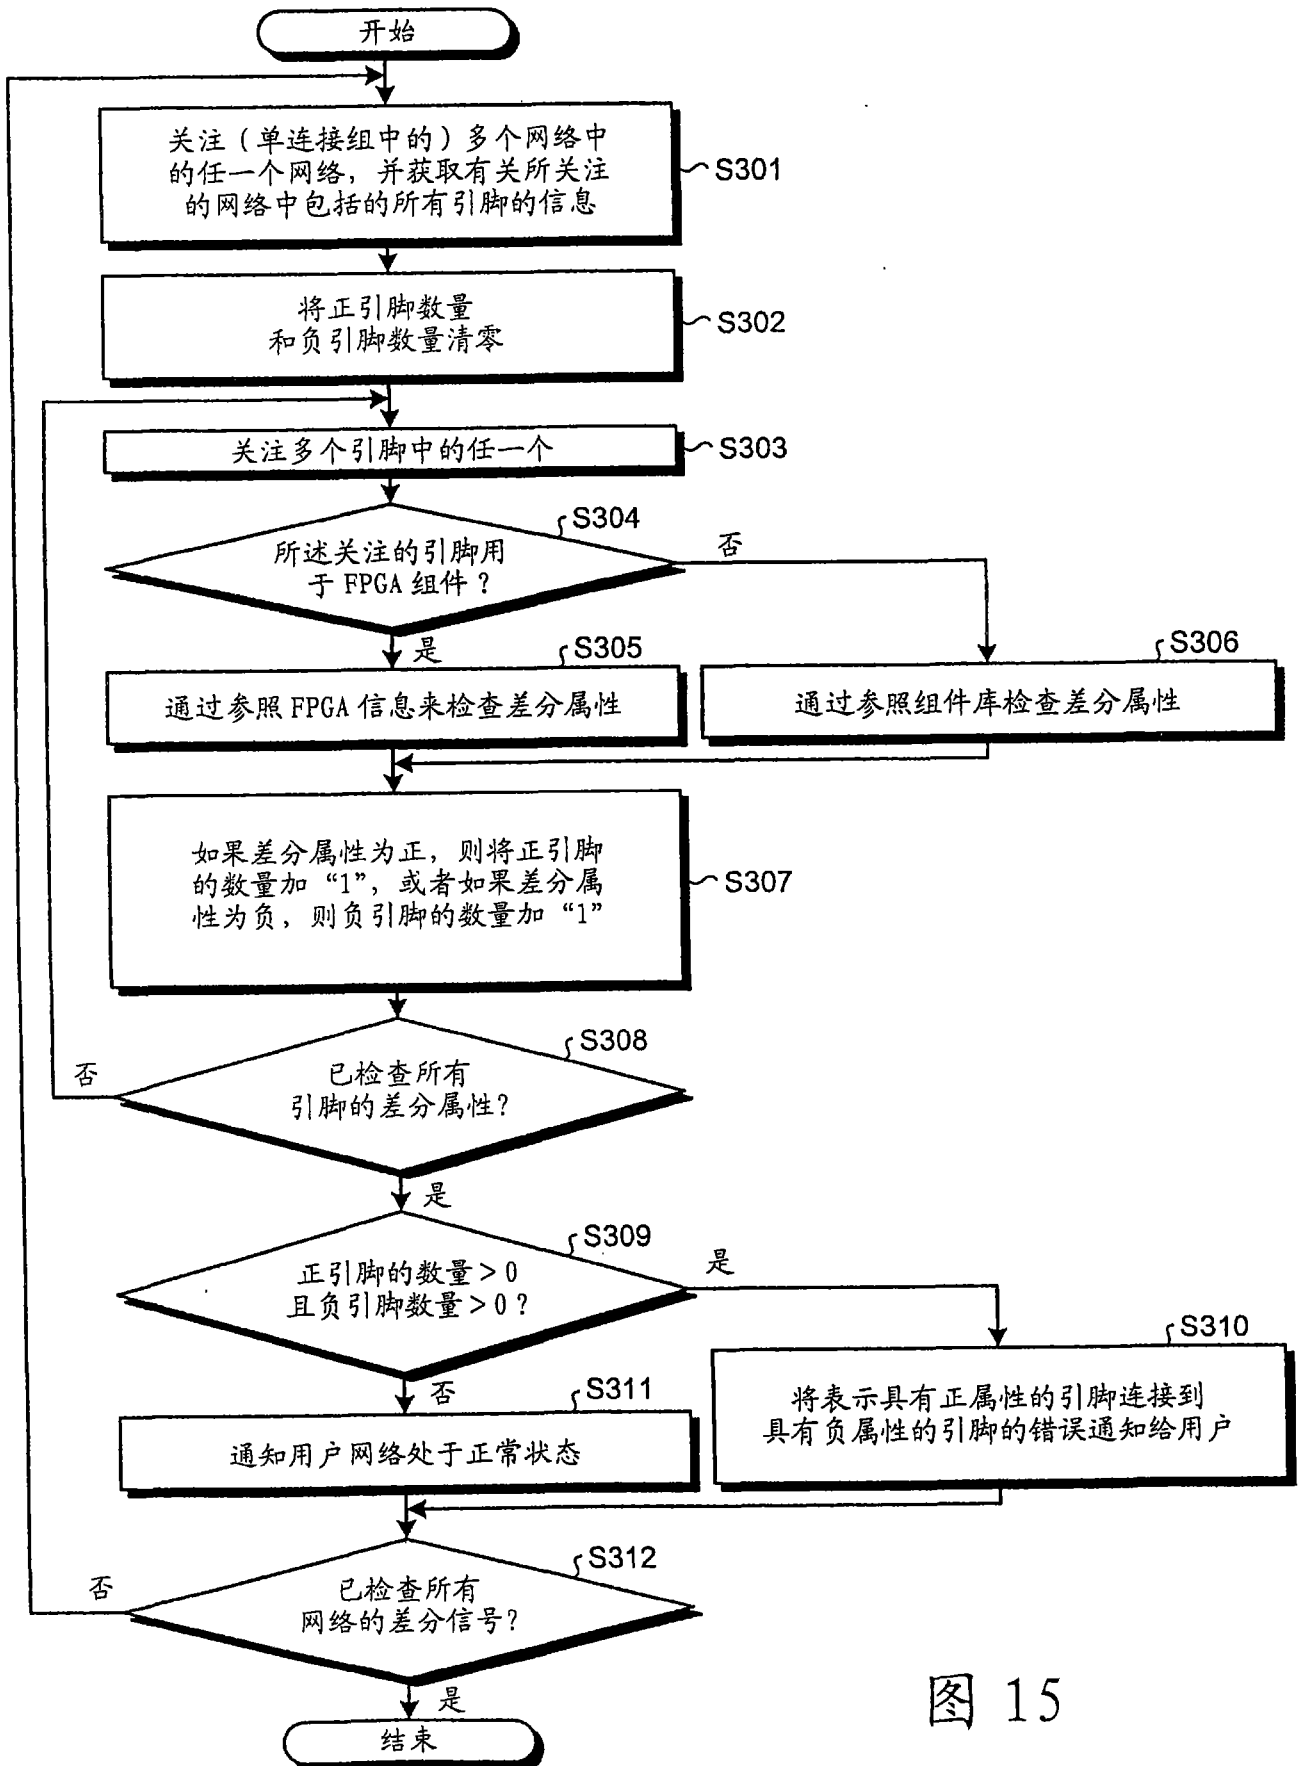 开始
关注（单连接组中的）多个网络中
的任一个网络，并获取有关所关注
的网络中包括的所有引脚的信息
S301
将正引脚数量
和负引脚数量清零
S302
关注多个引脚中的任一个
S303
S304
所述关注的引脚用
于 FPGA 组件？
否
是
S305
通过参照 FPGA 信息来检查差分属性
S306
通过参照组件库检查差分属性
如果差分属性为正，则将正引脚
的数量加“1”，或者如果差分属
性为负，则负引脚的数量加“1”
S307
S308
已检查所有
引脚的差分属性？
否
是
S309
正引脚的数量＞0
且负引脚数量＞0？
是
否
S310
将表示具有正属性的引脚连接到
具有负属性的引脚的错误通知给用户
S311
通知用户网络处于正常状态
S312
已检查所有
网络的差分信号？
否
是
结束
图 15